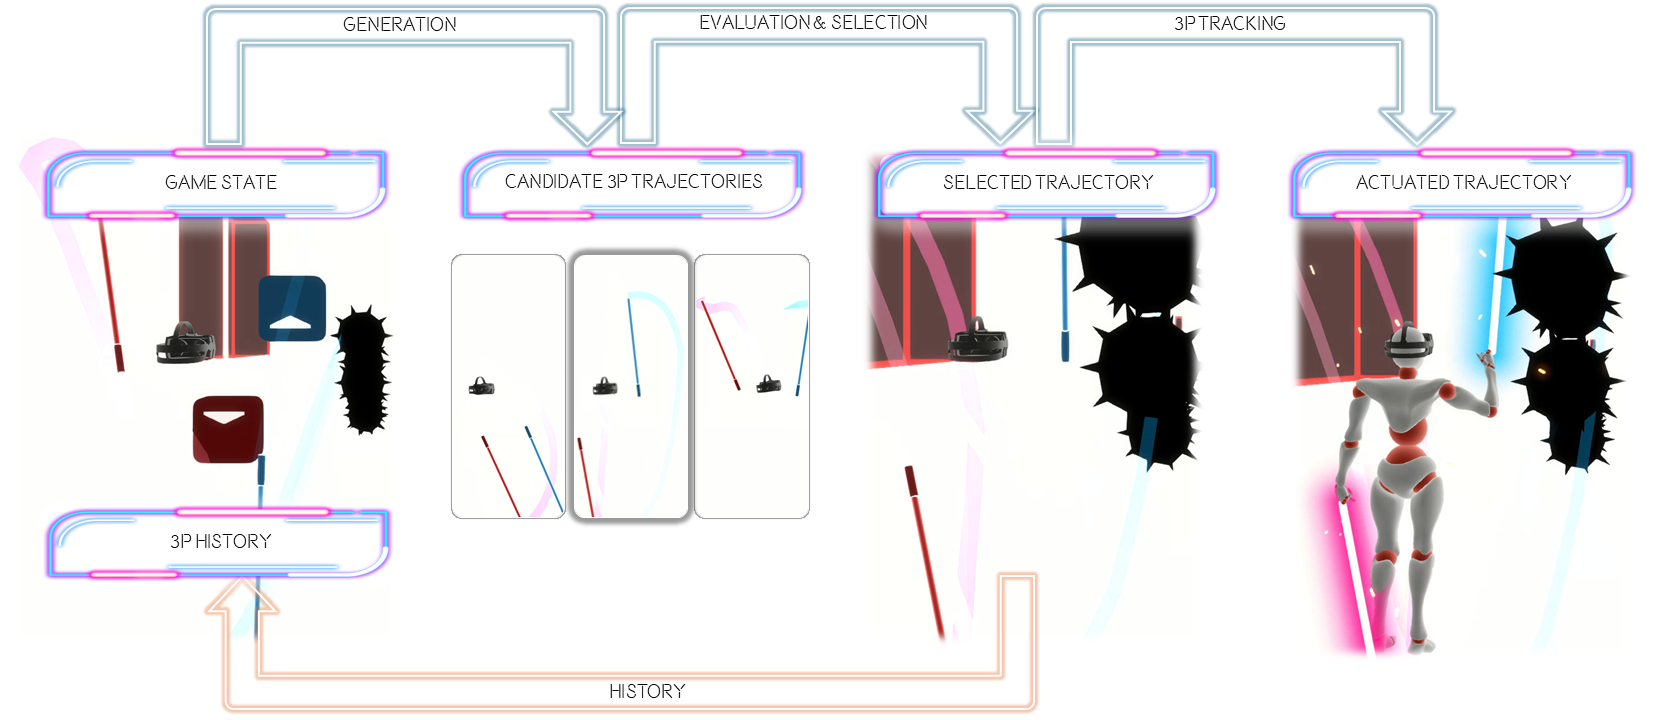 GENERATION
EVALUATION & SELECTION
3P TRACKING
GAME STATE
CANDIDATE 3P TRAJECTORIES
SELECTED TRAJECTORY
ACTUATED TRAJECTORY
3P HISTORY
HISTORY